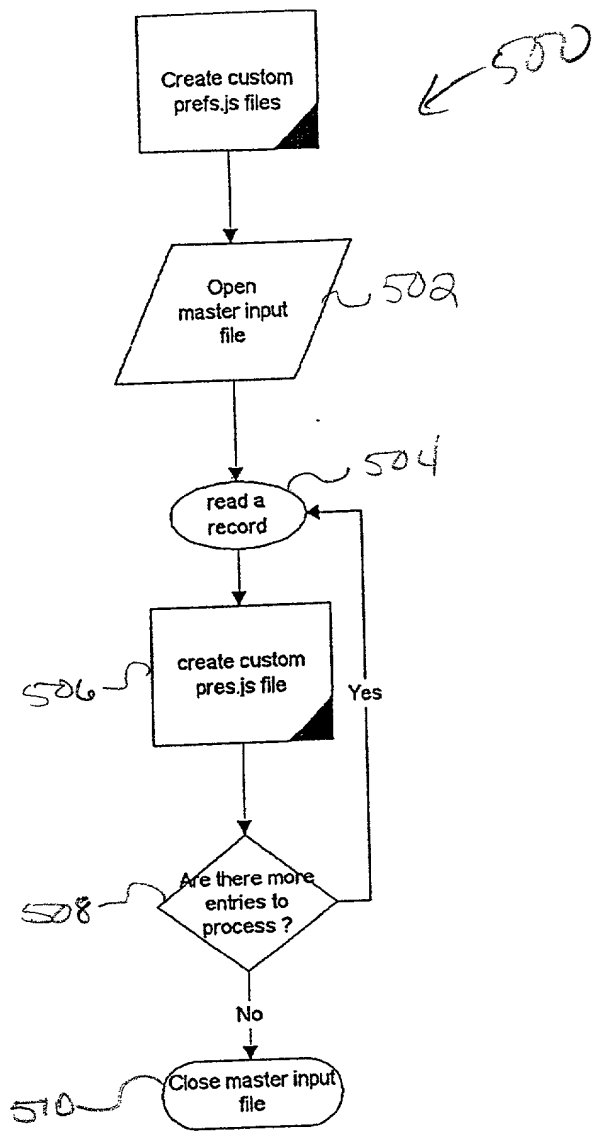 Create custom
prefs.js files
500
Open
master input
file
502
504
read a
record
create custom
pres.js file
506
Yes
Are there more
entries to
process ?
508
No
Close master input
file
510